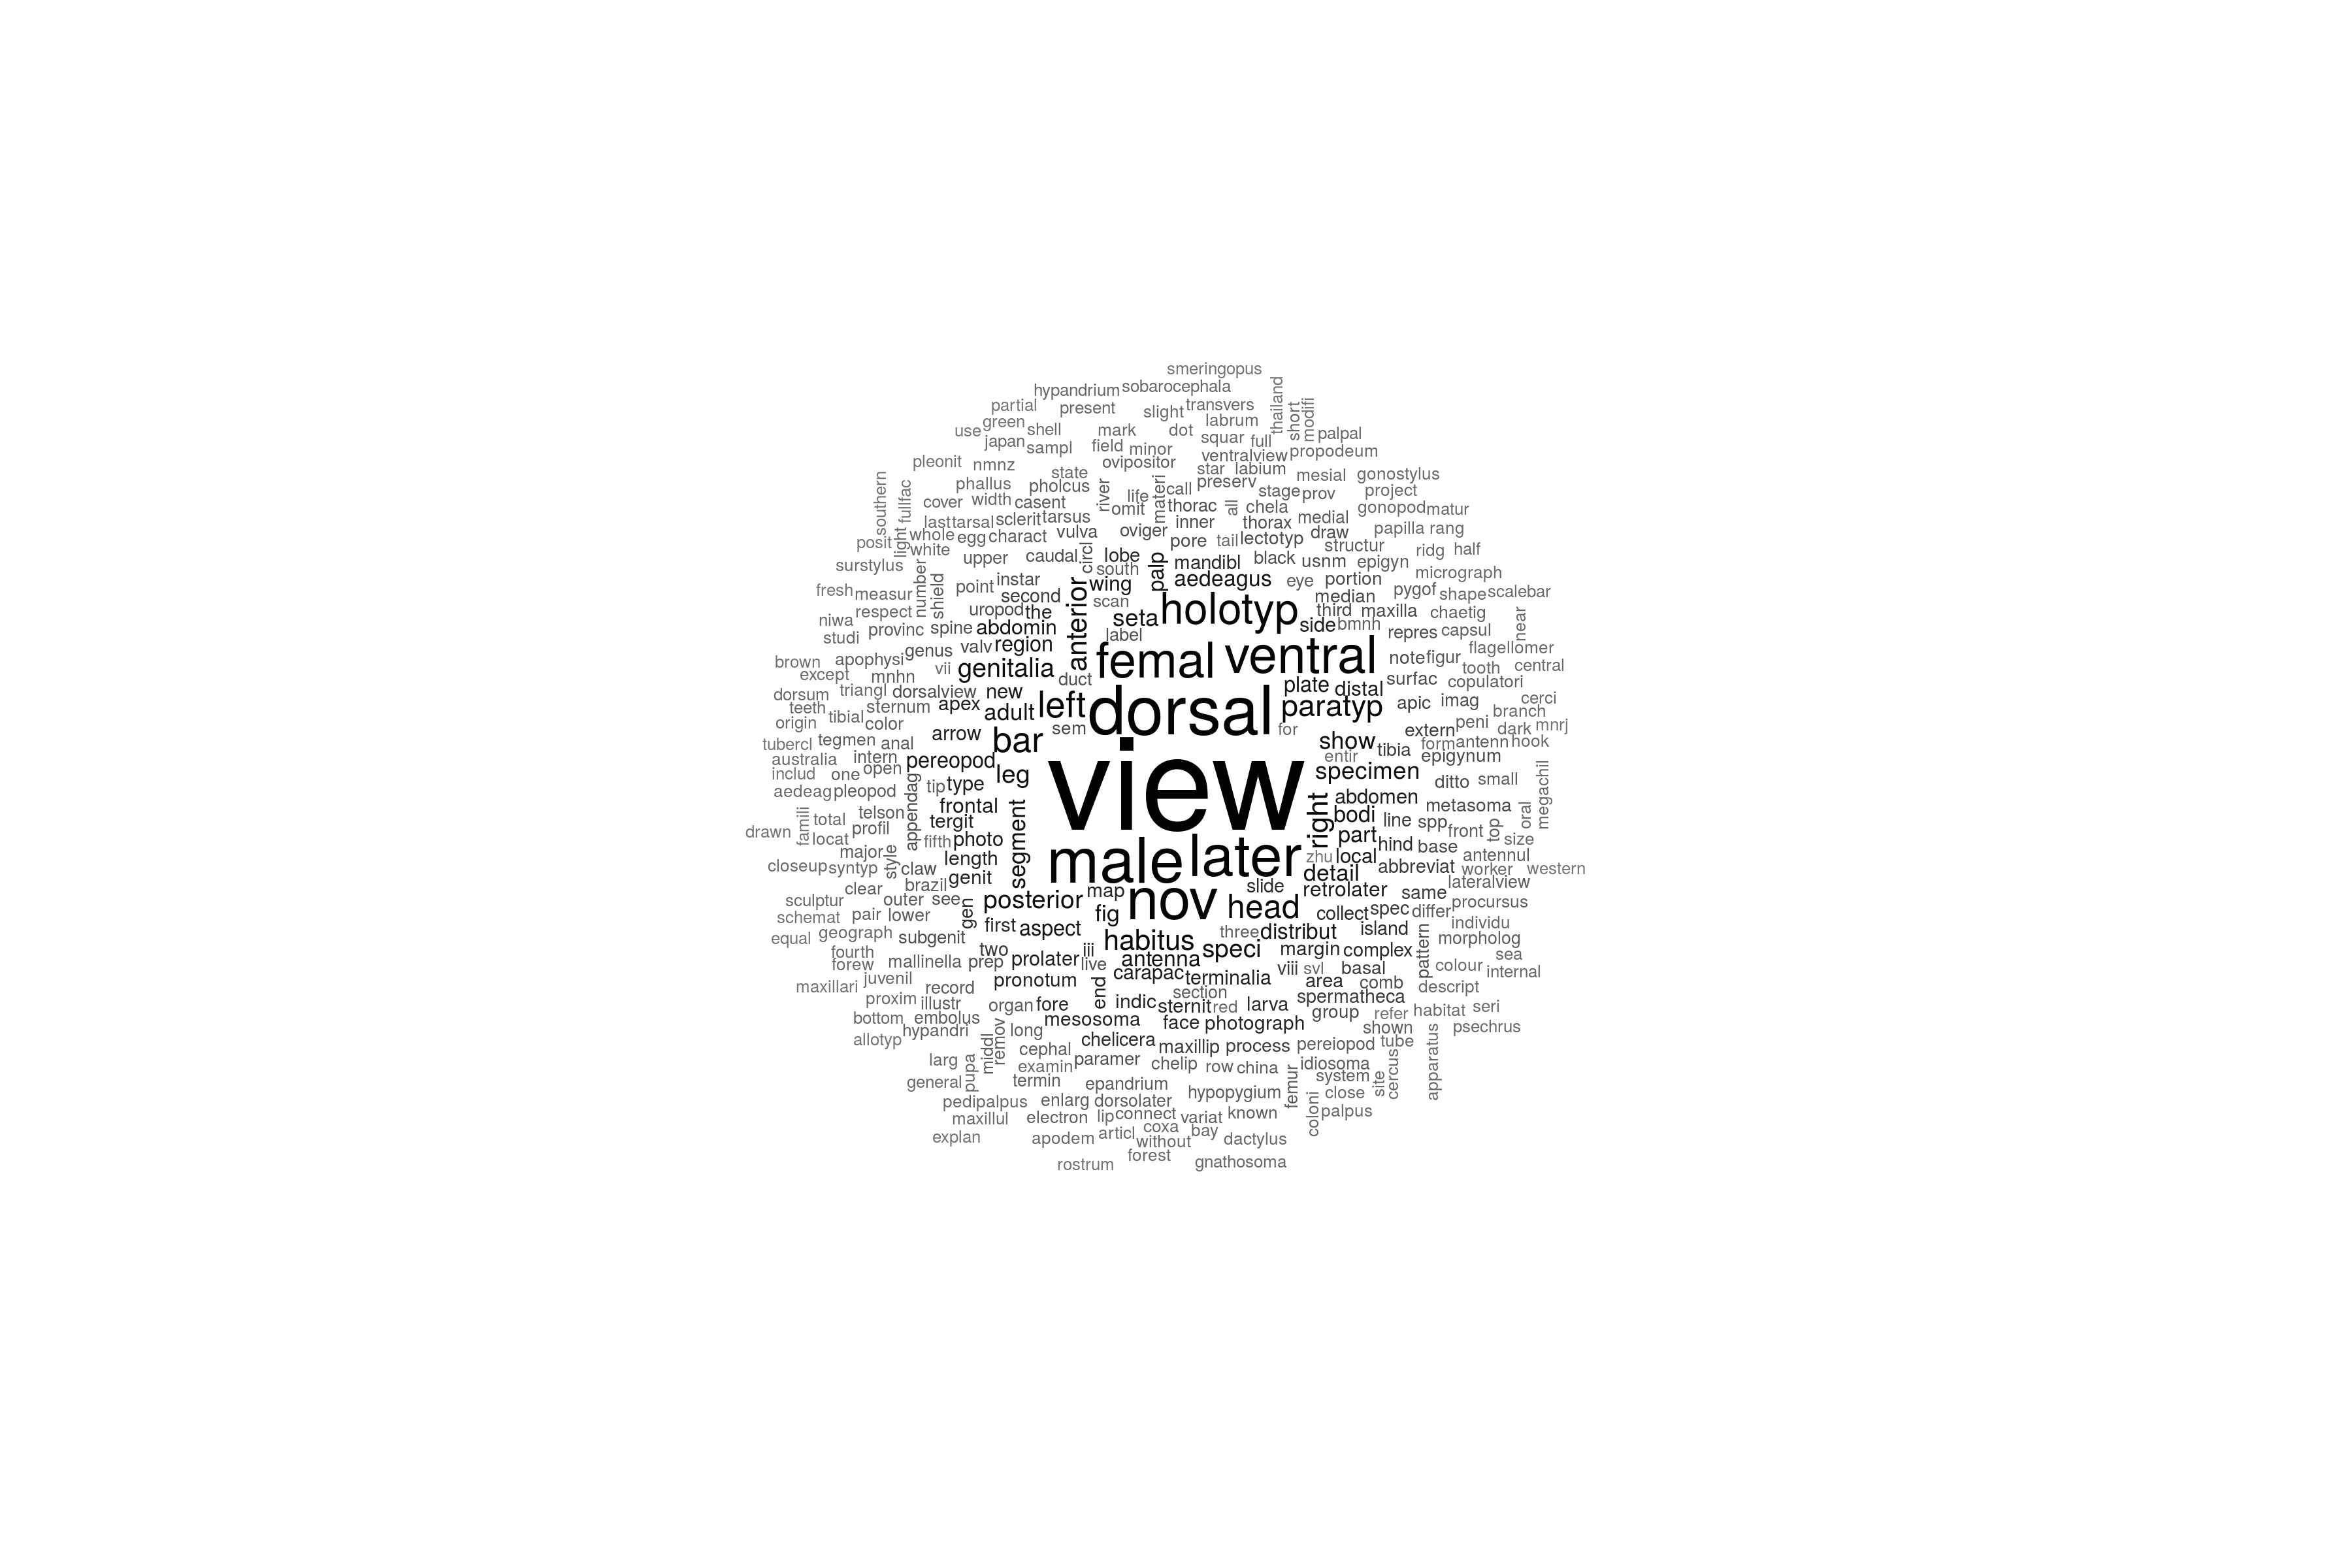 smeringopus
hypandrium sobarocephala
partial present slight transvers thailand short modifi
use green shell mark dot labrum palpal
japan sampl field minor squar full propodeum
pleonit nmnz state ovipositor ventralview star labium mesial gonostylus
southern fullfac phallus pholcus river life materi call preserv stage prov project
cover width casent omit thorac all chela gonopod matur
last tarsal sclerit tarsus vulva oviger inner thorax medial papilla rang
posit light whole egg charact circl pore tail lectotyp draw structur ridg half
white upper caudal lobe south palp mandibl black usnm epigyn
surstylus number shield point instar anterior wing aedeagus eye portion micrograph
fresh measur second scan holotyp median pygof shape scalebar
niwa respect uropod the seta side bmnh third maxilla chaetig near
studi provinc spine abdomin label repres capsul
brown apophysi genus valv region femal ventral note figur flagellomer
except mnhn vii genitalia duct tooth central
dorsum triangl dorsalview new left dorsal plate distal surfac copulatori
teeth tibial sternum apex adult paratyp apic imag cerci branch
origin color sem for extern peni dark mnrj
tubercl tegmen anal arrow bar show tibia form antenn hook
australia intern pereopod view entir epigynum
includ one open appendag tip type leg specimen ditto small megachil
aedeag pleopod frontal segment right abdomen metasoma oral
drawn famili total telson tergit bodi line spp front top
locat profil fifth photo male later part hind base size
major style length zhu local antennul
closeup syntyp claw genit detail abbreviat worker western
clear brazil map slide retrolater same lateralview
sculptur outer see gen posterior nov head collect spec differ procursus
schemat pair lower fig island individu
equal geograph subgenit first aspect three distribut pattern morpholog
fourth two iii habitus speci margin complex sea
forew mallinella prep prolater live antenna viii svl basal colour internal
maxillari juvenil record pronotum end carapac terminalia area comb descript
proxim illustr organ fore indic section sternit red larva spermatheca habitat seri
bottom embolus mesosoma face photograph group refer
allotyp hypandri middl remov long chelicera shown apparatus psechrus
larg pupa cephal maxillip process pereiopod tube
general examin paramer chelip row china femur idiosoma site cercus
termin epandrium hypopygium system close
pedipalpus enlarg dorsolater coloni palpus
maxillul electron lip connect variat known
explan apodem articl coxa without bay dactylus
rostrum forest gnathosoma